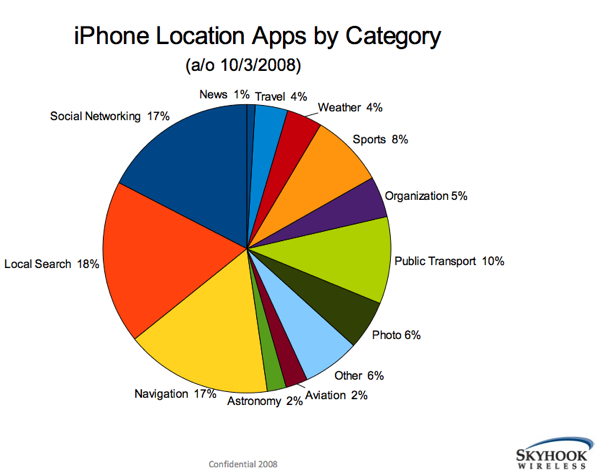 iPhone Location Apps by Category
(a/o 10/3/2008)
News 1%
Travel 4%
Weather 4%
Social Networking 17%
Sports 8%
Organization 5%
Local Search 18%
Public Transport 10%
Photo 6%
Other 6%
Navigation 17%
Astronomy 2%
Aviation 2%
Confidential 2008
SKYHOOK
WIRELESS